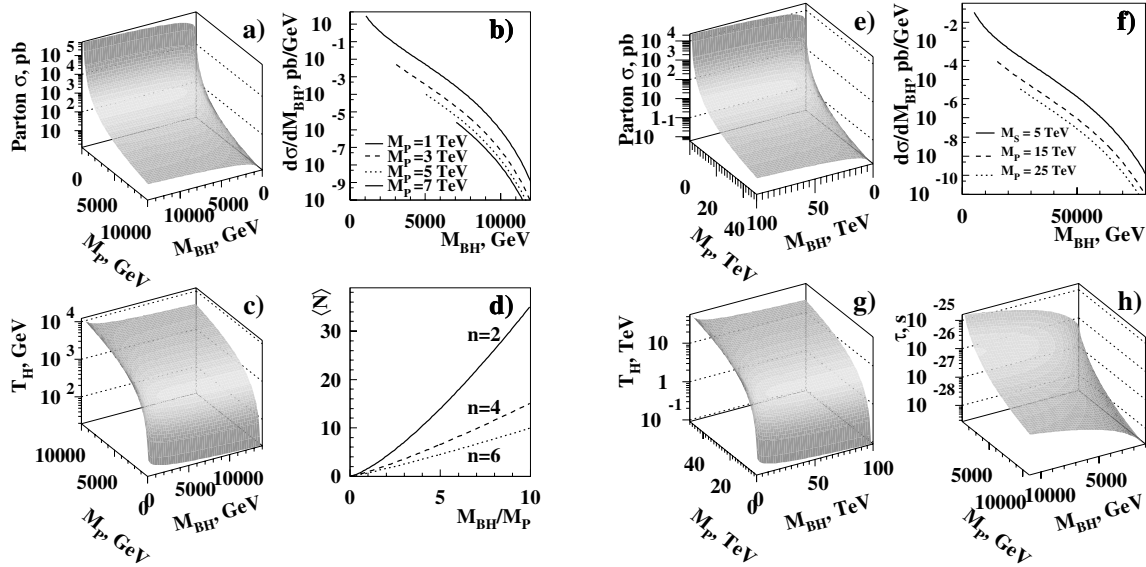 a)
Parton σ, pb
10^5
10^4
10^3
10^2
10
0
5000
10000
M_P, GeV
10000
5000
0
M_BH, GeV
b)
dσ/dM_BH, pb/GeV
10
10^-1
10^-3
10^-5
10^-7
10^-9
M_P=1 TeV
M_P=3 TeV
M_P=5 TeV
M_P=7 TeV
0 5000 10000
M_BH, GeV
c)
T_H, GeV
10^4
10^3
10^2
10000
5000
0
M_P, GeV
0
5000
10000
M_BH, GeV
d)
⟨N⟩
30
20
10
0
n=2
n=4
n=6
0 5 10
M_BH/M_P
e)
Parton σ, pb
10^4
10^3
10^2
10
1
10^-1
10^-2
0
20
40
M_P, TeV
100
50
0
M_BH, TeV
f)
dσ/dM_BH, pb/GeV
10^-2
10^-4
10^-6
10^-8
10^-10
M_S = 5 TeV
M_P = 15 TeV
M_P = 25 TeV
0 50000
M_BH, GeV
g)
T_H, TeV
10
1
10^-1
40
20
0
M_P, TeV
0
50
100
M_BH, TeV
h)
τ, s
10^-25
10^-26
10^-27
10^-28
5000
10000
M_P, GeV
10000
5000
M_BH, GeV